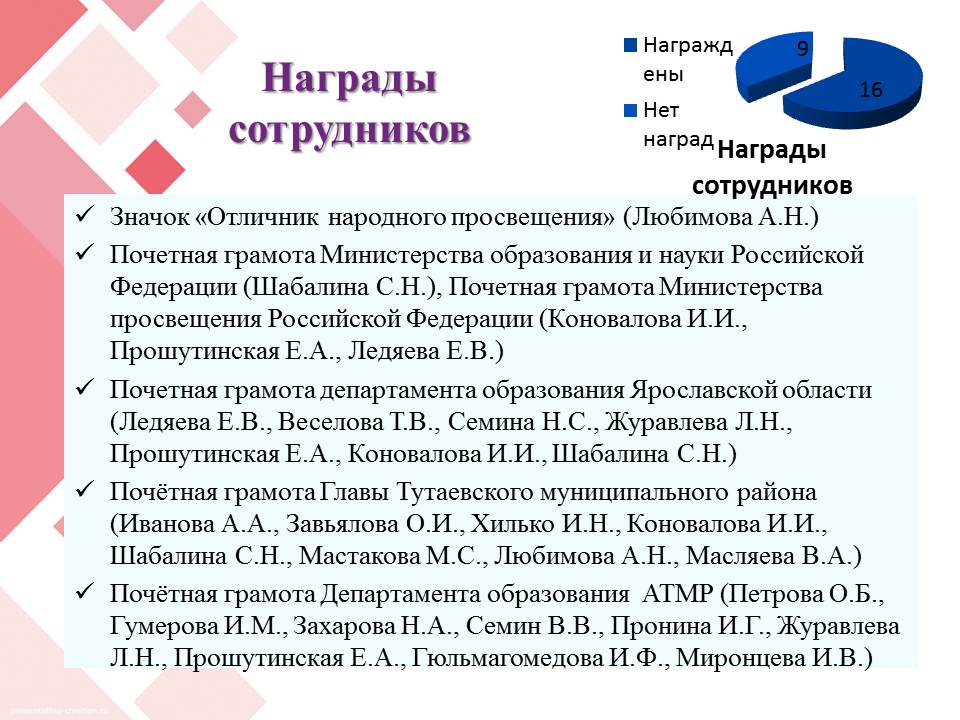 Награды
сотрудников
Награжд
ены
Нет
наград
9
16
Награды
сотрудников
Значок «Отличник народного просвещения» (Любимова А.Н.)
Почетная грамота Министерства образования и науки Российской
Федерации (Шабалина С.Н.), Почетная грамота Министерства
просвещения Российской Федерации (Коновалова И.И.,
Прошутинская Е.А., Ледяева Е.В.)
Почетная грамота департамента образования Ярославской области
(Ледяева Е.В., Веселова Т.В., Семина Н.С., Журавлева Л.Н.,
Прошутинская Е.А., Коновалова И.И., Шабалина С.Н.)
Почётная грамота Главы Тутаевского муниципального района
(Иванова А.А., Завьялова О.И., Хилько И.Н., Коновалова И.И.,
Шабалина С.Н., Мастакова М.С., Любимова А.Н., Масляева В.А.)
Почётная грамота Департамента образования АТМР (Петрова О.Б.,
Гумерова И.М., Захарова Н.А., Семин В.В., Пронина И.Г., Журавлева
Л.Н., Прошутинская Е.А., Гюльмагомедова И.Ф., Миронцева И.В.)
presentation-creation.ru